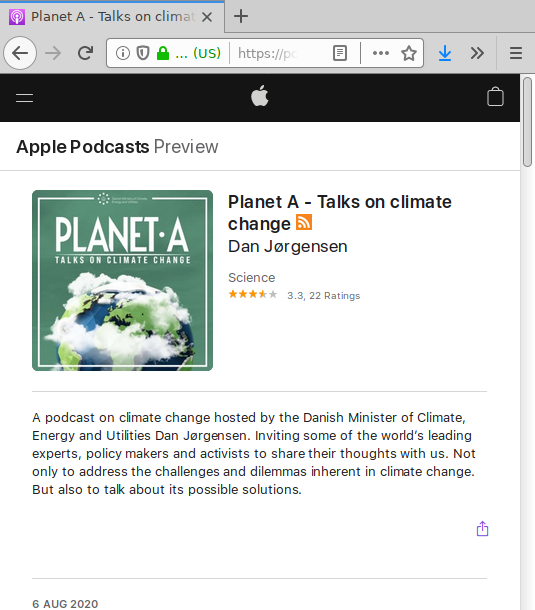 Planet A - Talks on climat
... (US)
https://po
Apple Podcasts Preview
PLANET·A
TALKS ON CLIMATE CHANGE
Planet A - Talks on climate
change
Dan Jørgensen
Science
3.3, 22 Ratings
A podcast on climate change hosted by the Danish Minister of Climate,
Energy and Utilities Dan Jørgensen. Inviting some of the world's leading
experts, policy makers and activists to share their thoughts with us. Not
only to address the challenges and dilemmas inherent in climate change.
But also to talk about its possible solutions.
6 AUG 2020